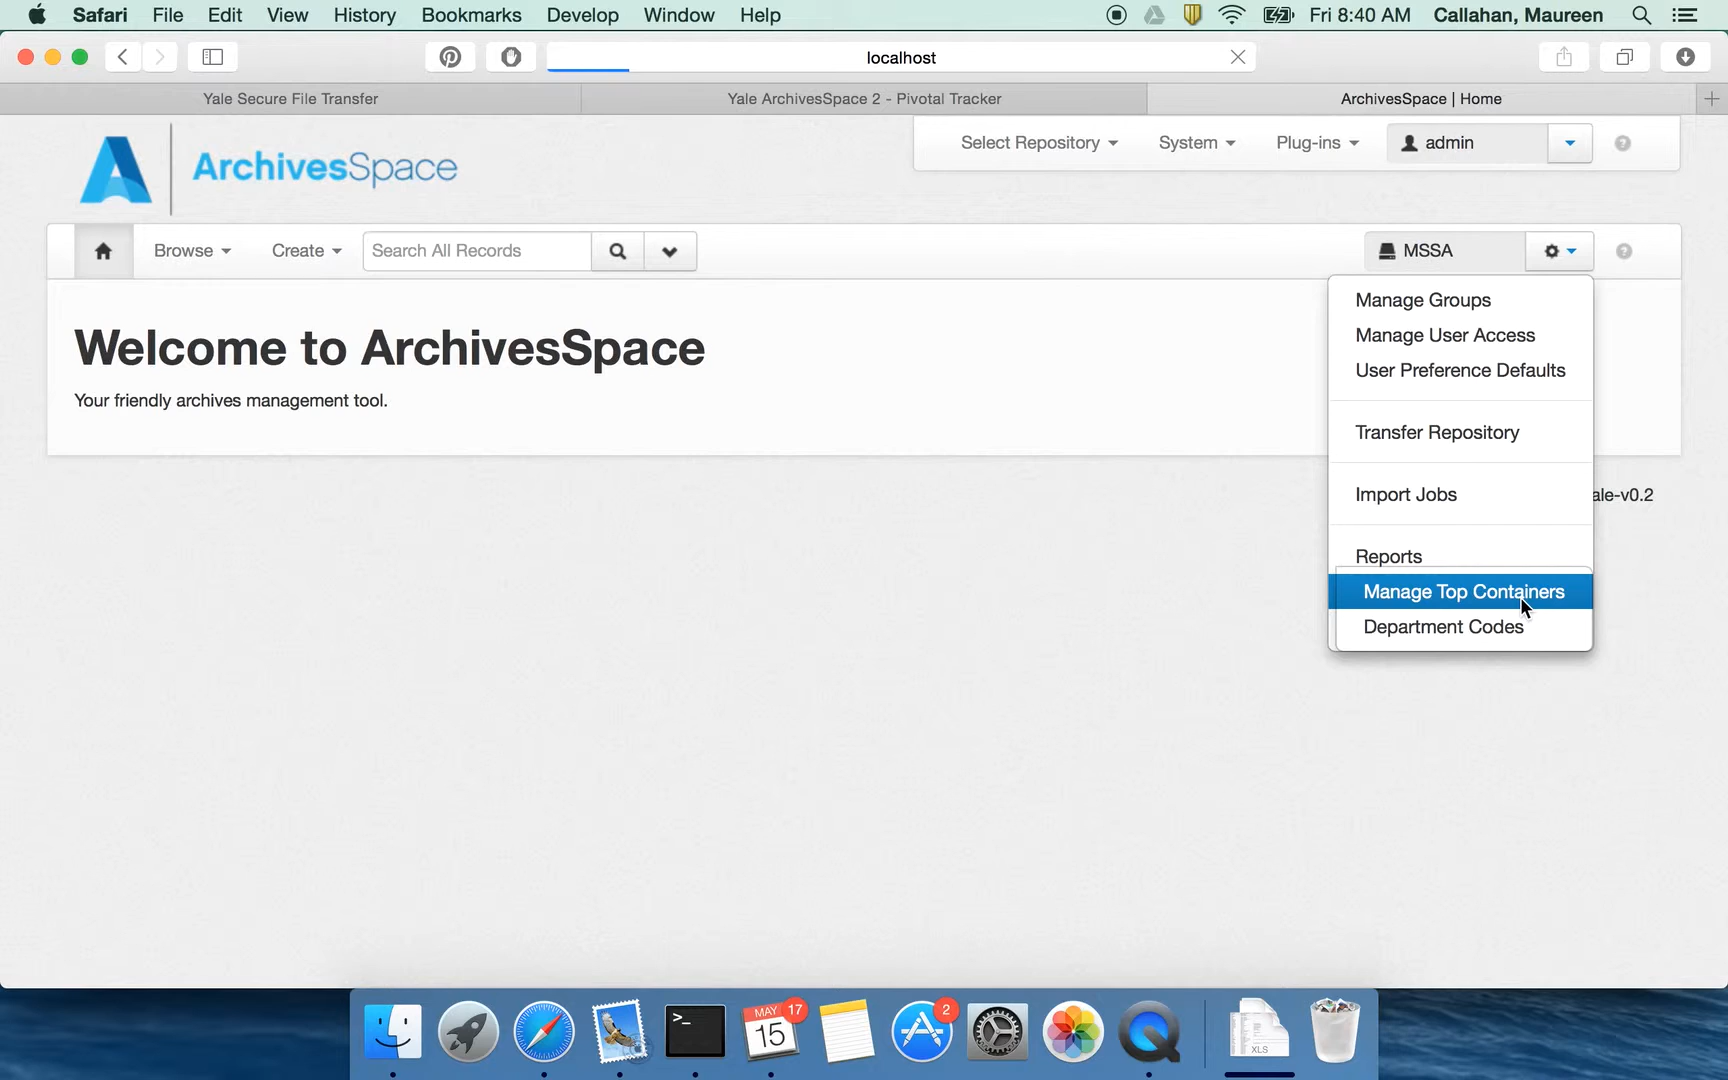 Safari File Edit View History Bookmarks Develop Window Help Fri 8:40 AM Callahan, Maureen
localhost
Yale Secure File Transfer Yale ArchivesSpace 2 - Pivotal Tracker ArchivesSpace | Home
ArchivesSpace
Select Repository System Plug-ins admin
Browse Create Search All Records MSSA
Welcome to ArchivesSpace
Your friendly archives management tool.
Manage Groups
Manage User Access
User Preference Defaults
Transfer Repository
Import Jobs
ale-v0.2
Reports
Manage Top Containers
Department Codes
MAY 17
15
2
XLS